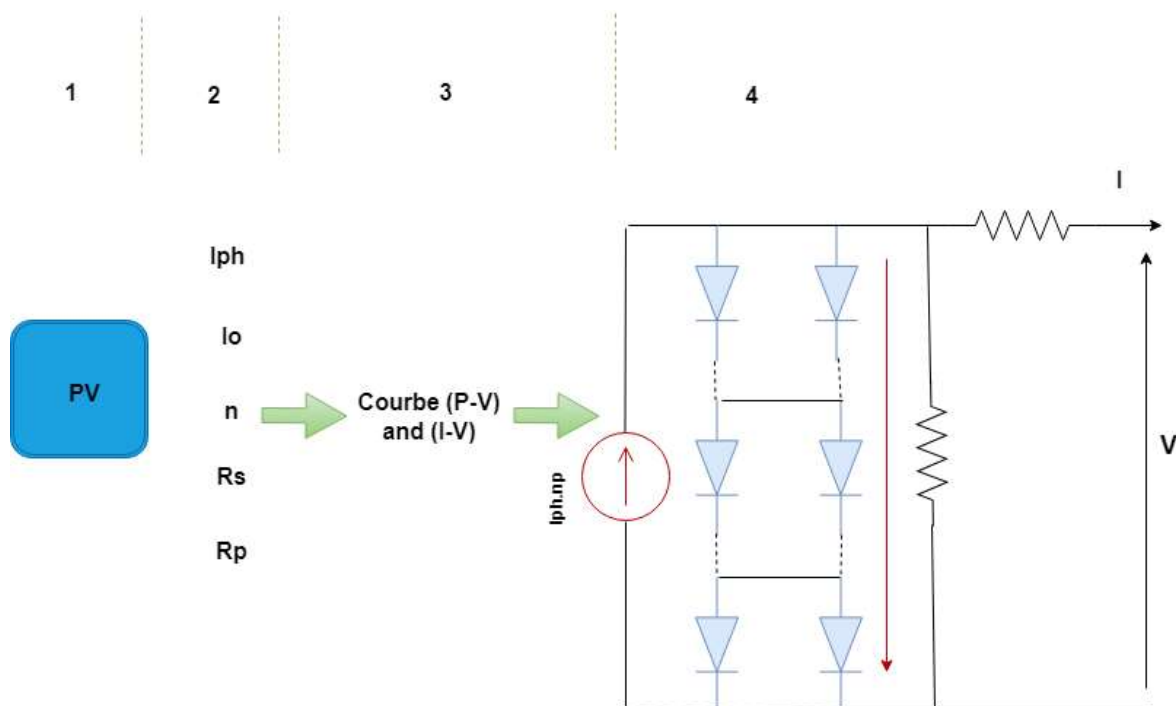 1
2
3
4
I
Iph
Io
PV
n
Courbe (P-V)
and (I-V)
Rs
Rp
Iph.np
V